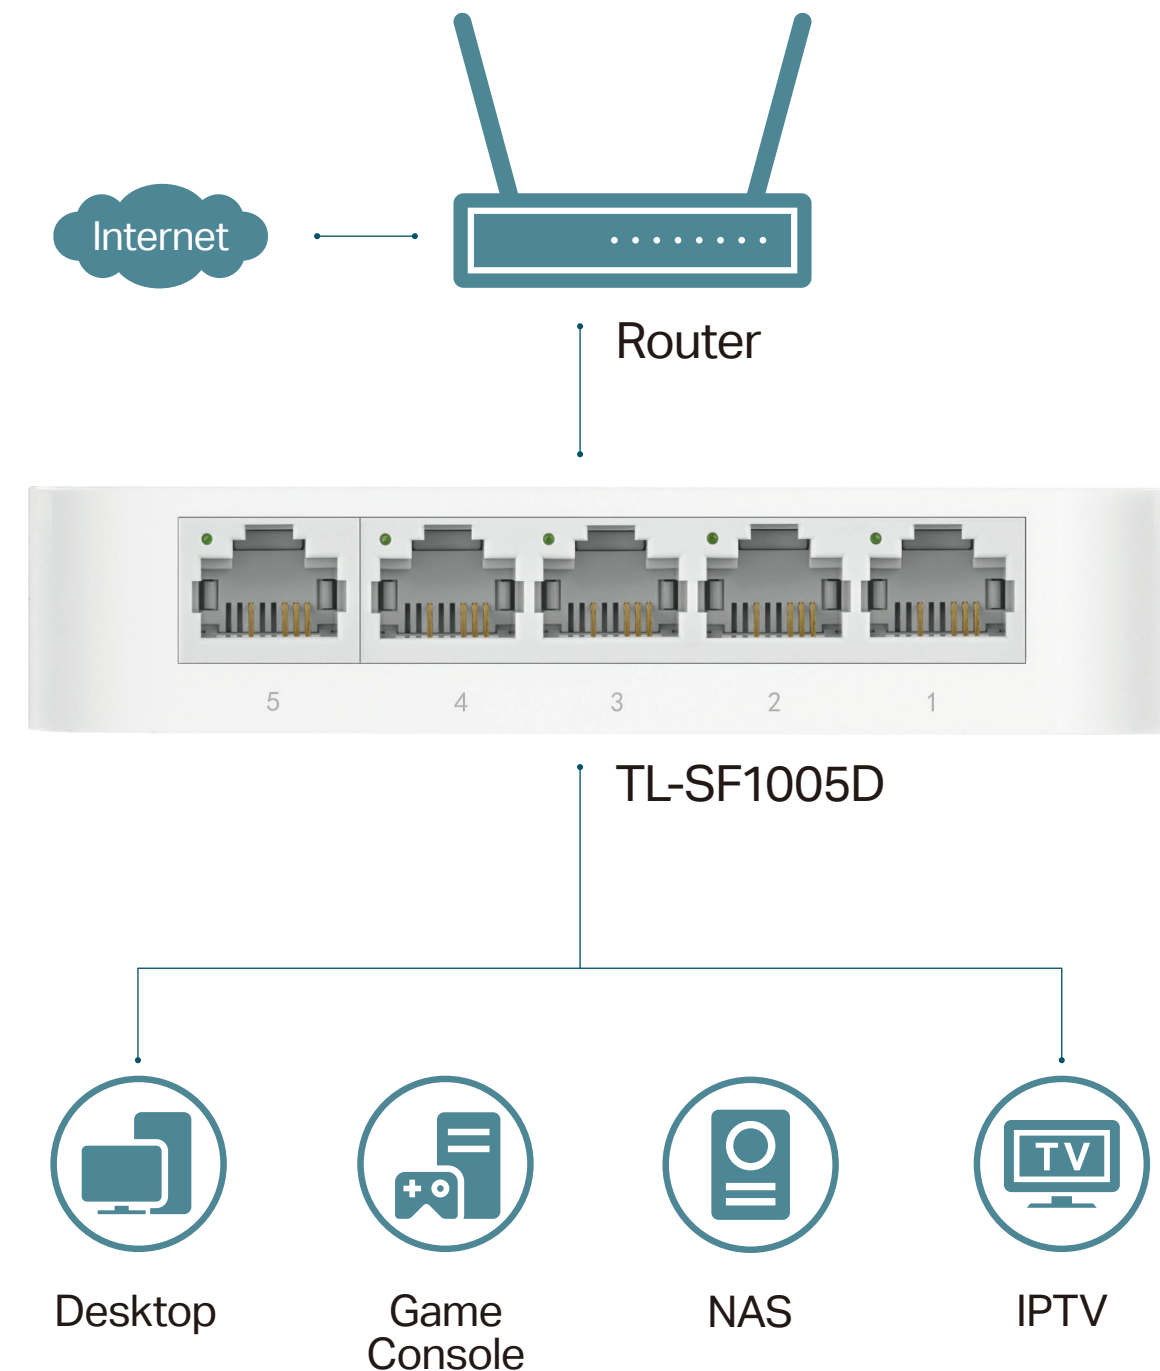 Internet
Router
5 4 3 2 1
TL-SF1005D
TV
Desktop
Game
Console
NAS
IPTV